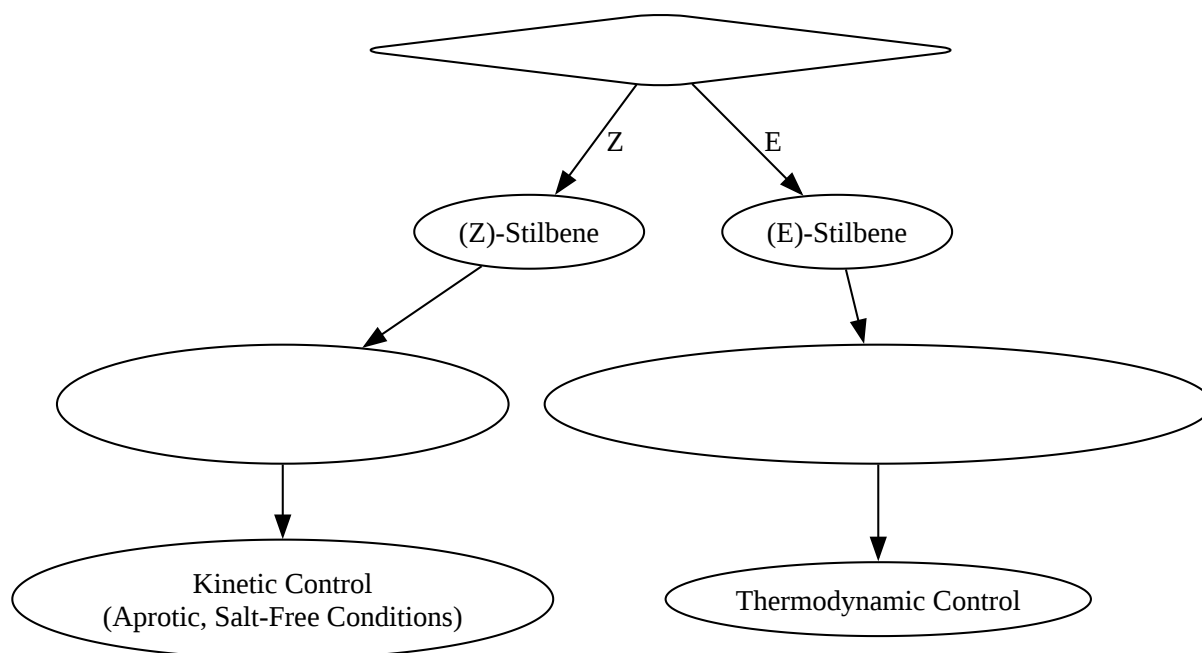 Z
E
(Z)-Stilbene
(E)-Stilbene
Kinetic Control
(Aprotic, Salt-Free Conditions)
Thermodynamic Control